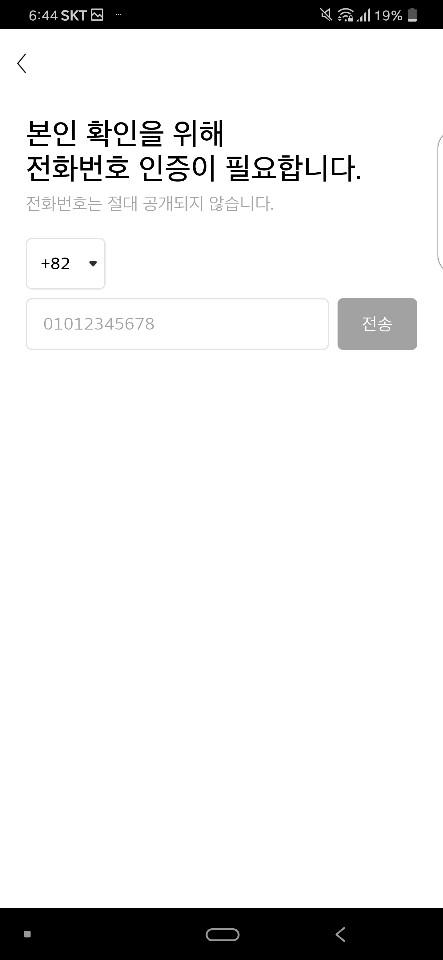 6:44 SKT
19%
본인 확인을 위해
전화번호 인증이 필요합니다.
전화번호는 절대 공개되지 않습니다.
+82
01012345678 전송